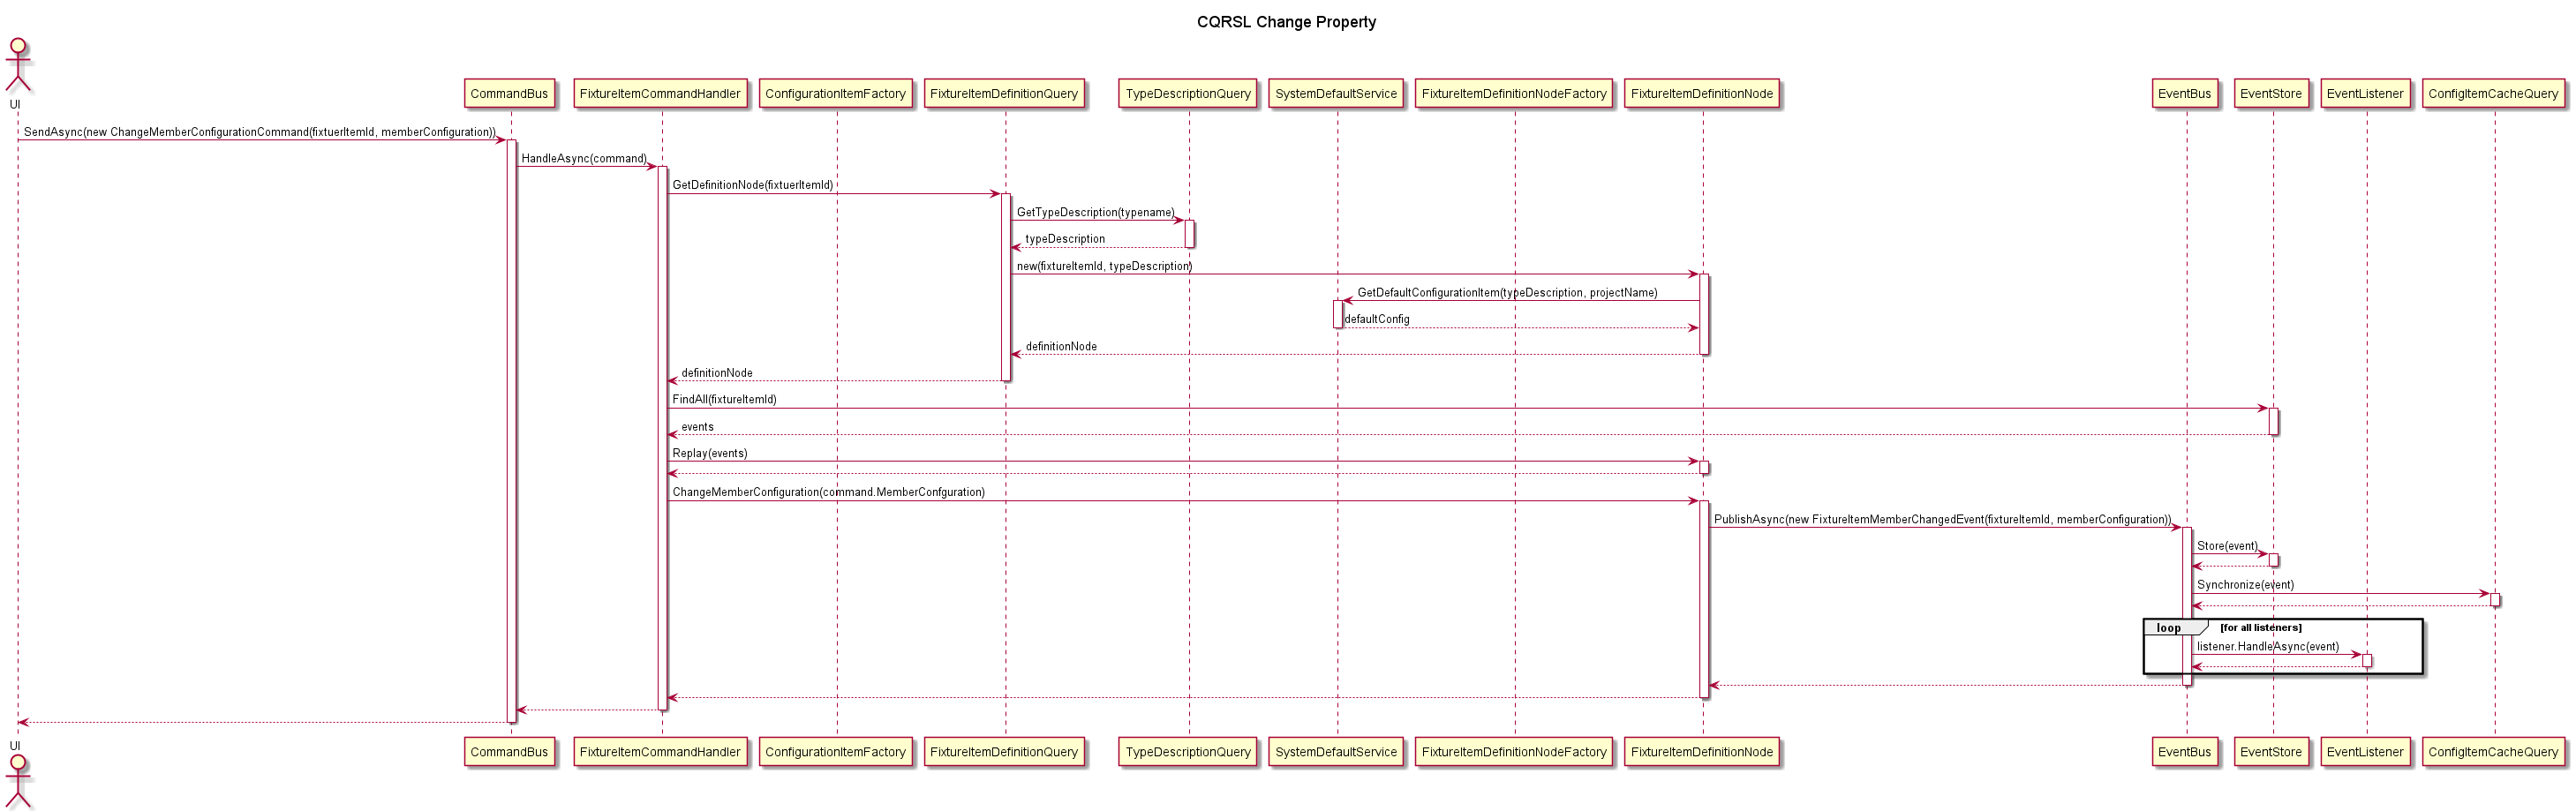 CQRSL Change Property
UI
CommandBus
FixtureItemCommandHandler
ConfigurationItemFactory
FixtureItemDefinitionQuery
TypeDescriptionQuery
SystemDefaultService
FixtureItemDefinitionNodeFactory
FixtureItemDefinitionNode
EventBus
EventStore
EventListener
ConfigItemCacheQuery
SendAsync(new ChangeMemberConfigurationCommand(fixtuerItemId, memberConfiguration))
HandleAsync(command)
GetDefinitionNode(fixtuerItemId)
GetTypeDescription(typename)
typeDescription
new(fixtureItemId, typeDescription)
GetDefaultConfigurationItem(typeDescription, projectName)
defaultConfig
definitionNode
definitionNode
FindAll(fixtureItemId)
events
Replay(events)
ChangeMemberConfiguration(command.MemberConfguration)
PublishAsync(new FixtureItemMemberChangedEvent(fixtureItemId, memberConfiguration))
Store(event)
Synchronize(event)
loop [for all listeners]
listener.HandleAsync(event)
UI
CommandBus
FixtureItemCommandHandler
ConfigurationItemFactory
FixtureItemDefinitionQuery
TypeDescriptionQuery
SystemDefaultService
FixtureItemDefinitionNodeFactory
FixtureItemDefinitionNode
EventBus
EventStore
EventListener
ConfigItemCacheQuery